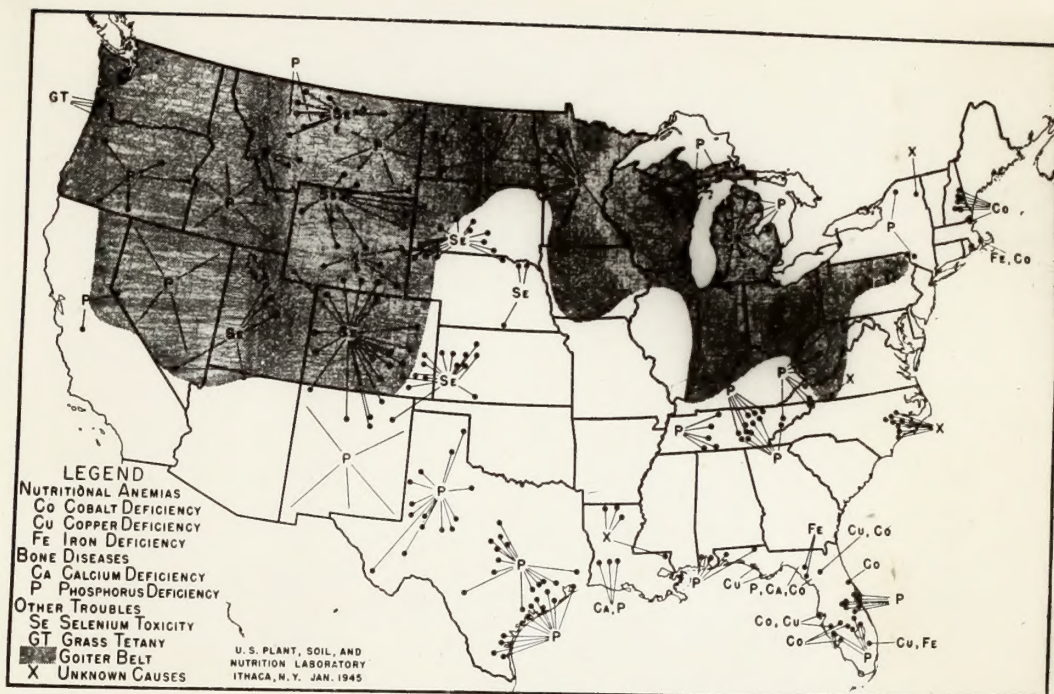 P
GT
SE
P
P
P
SE
P
P
P
SE
P
X
Co
P
Fe, Co
SE
SE
P
P
SE
SE
SE
P
P
P
X
P
X
P
P
P
X
P
Ca, P
P
Cu P, Ca, Co
Fe
Cu, Co
Co
P
Co, Cu
Co
P
Cu, Fe
LEGEND
NUTRITIONAL ANEMIAS
CO COBALT DEFICIENCY
CU COPPER DEFICIENCY
FE IRON DEFICIENCY
BONE DISEASES
CA CALCIUM DEFICIENCY
P PHOSPHORUS DEFICIENCY
OTHER TROUBLES
SE SELENIUM TOXICITY
GT GRASS TETANY
GOITER BELT
X UNKNOWN CAUSES
U.S. PLANT, SOIL, AND
NUTRITION LABORATORY
ITHACA, N.Y. JAN. 1945